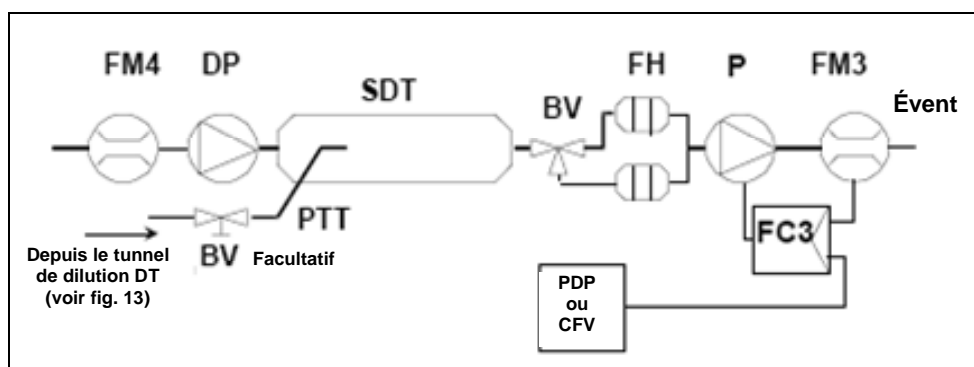 FM4 DP SDT BV FH P FM3
Évent
PTT
FC3
Depuis le tunnel
de dilution DT
(voir fig. 13)
BV Facultatif
PDP
ou
CFV